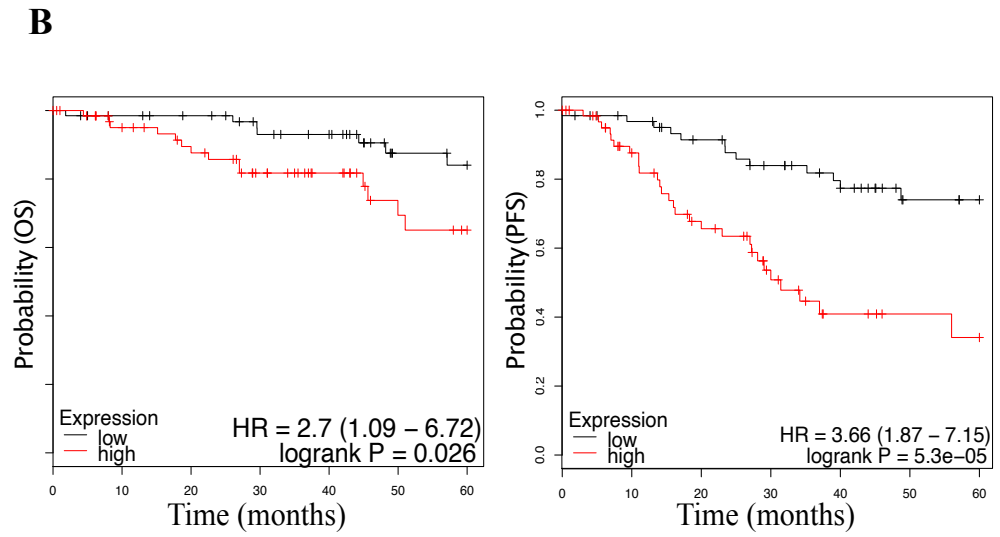 B
Probability (OS)
Expression
low
high
HR = 2.7 (1.09 − 6.72)
logrank P = 0.026
0 10 20 30 40 50 60
Time (months)
Probability(PFS)
1.0
0.8
0.6
0.4
0.2
0.0
Expression
low
high
HR = 3.66 (1.87 − 7.15)
logrank P = 5.3e−05
0 10 20 30 40 50 60
Time (months)